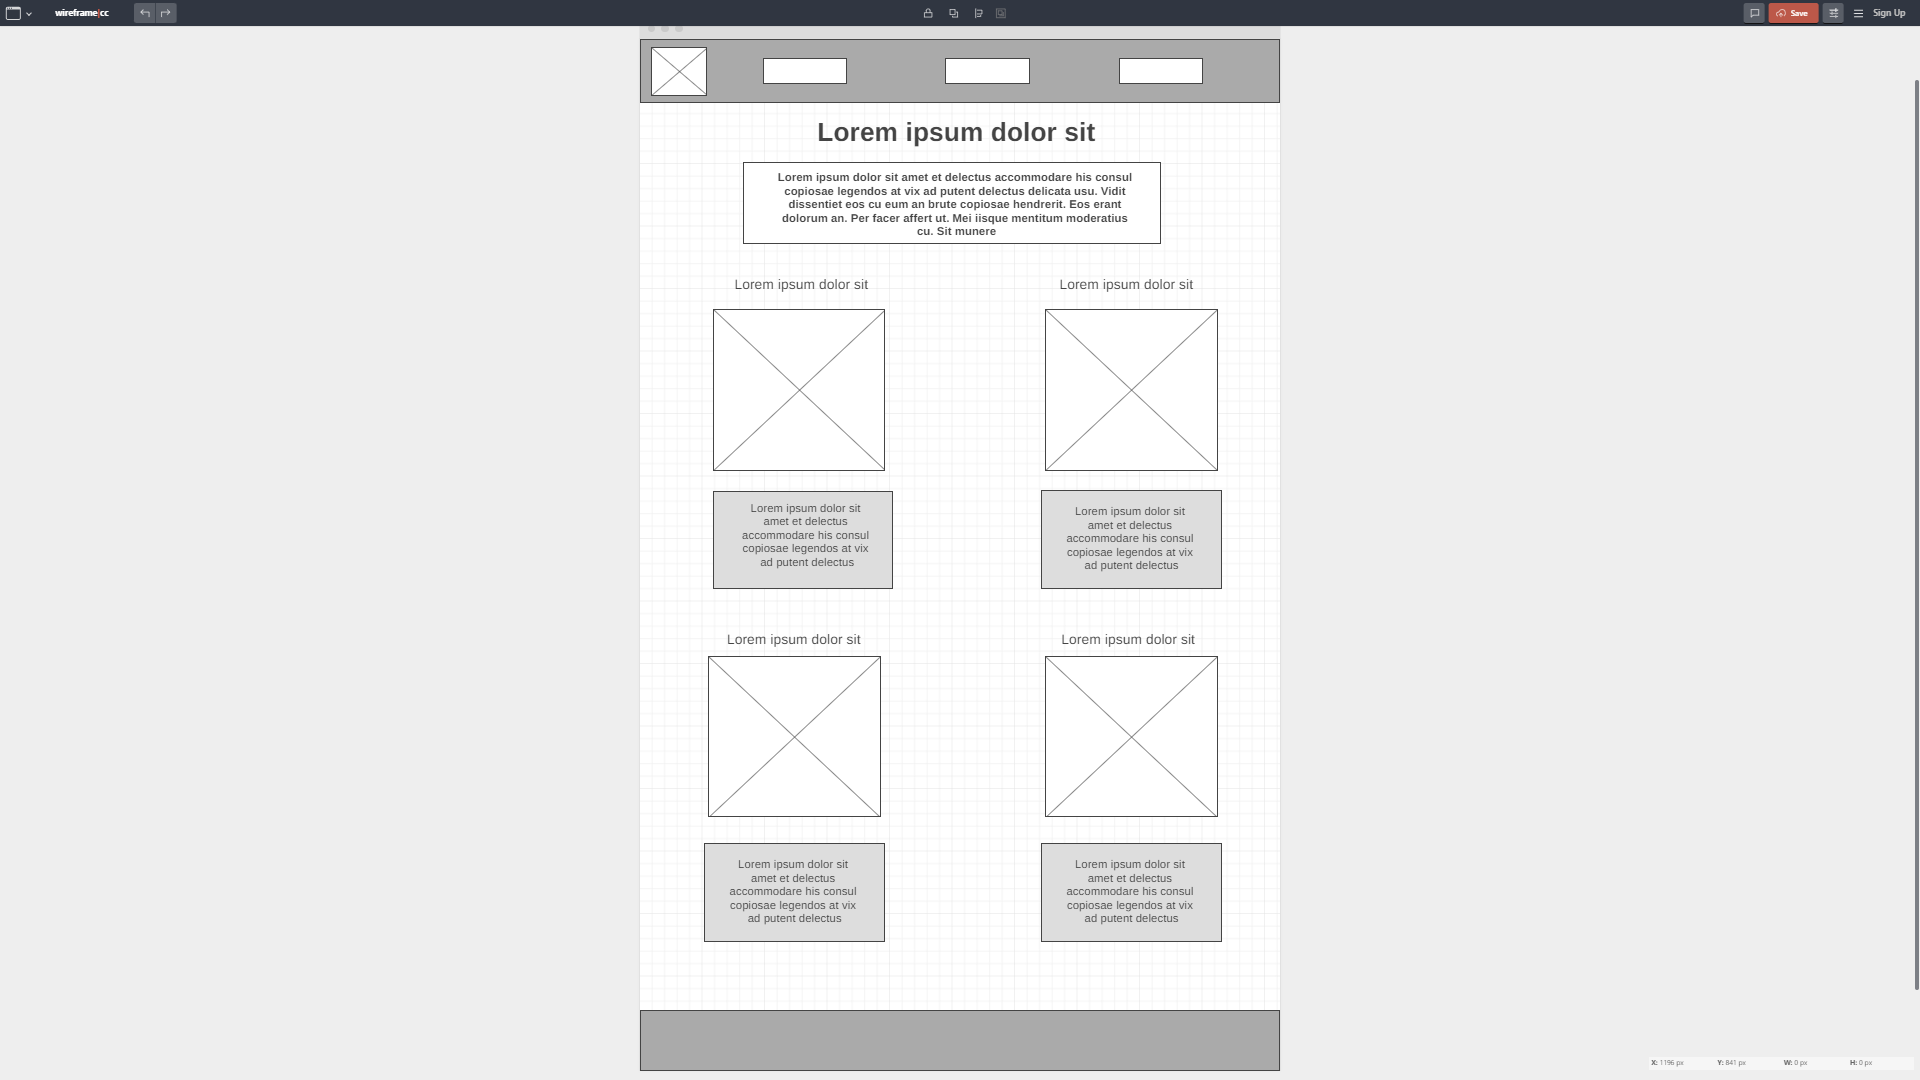 wireframe|cc
Save
Sign Up
Lorem ipsum dolor sit
Lorem ipsum dolor sit amet et delectus accommodare his consul
copiosae legendos at vix ad putent delectus delicata usu. Vidit
dissentiet eos cu eum an brute copiosae hendrerit. Eos erant
dolorum an. Per facer affert ut. Mei iisque mentitum moderatius
cu. Sit munere
Lorem ipsum dolor sit
Lorem ipsum dolor sit
Lorem ipsum dolor sit
amet et delectus
accommodare his consul
copiosae legendos at vix
ad putent delectus
Lorem ipsum dolor sit
amet et delectus
accommodare his consul
copiosae legendos at vix
ad putent delectus
Lorem ipsum dolor sit
Lorem ipsum dolor sit
Lorem ipsum dolor sit
amet et delectus
accommodare his consul
copiosae legendos at vix
ad putent delectus
Lorem ipsum dolor sit
amet et delectus
accommodare his consul
copiosae legendos at vix
ad putent delectus
X: 1196 px Y: 841 px W: 0 px H: 0 px